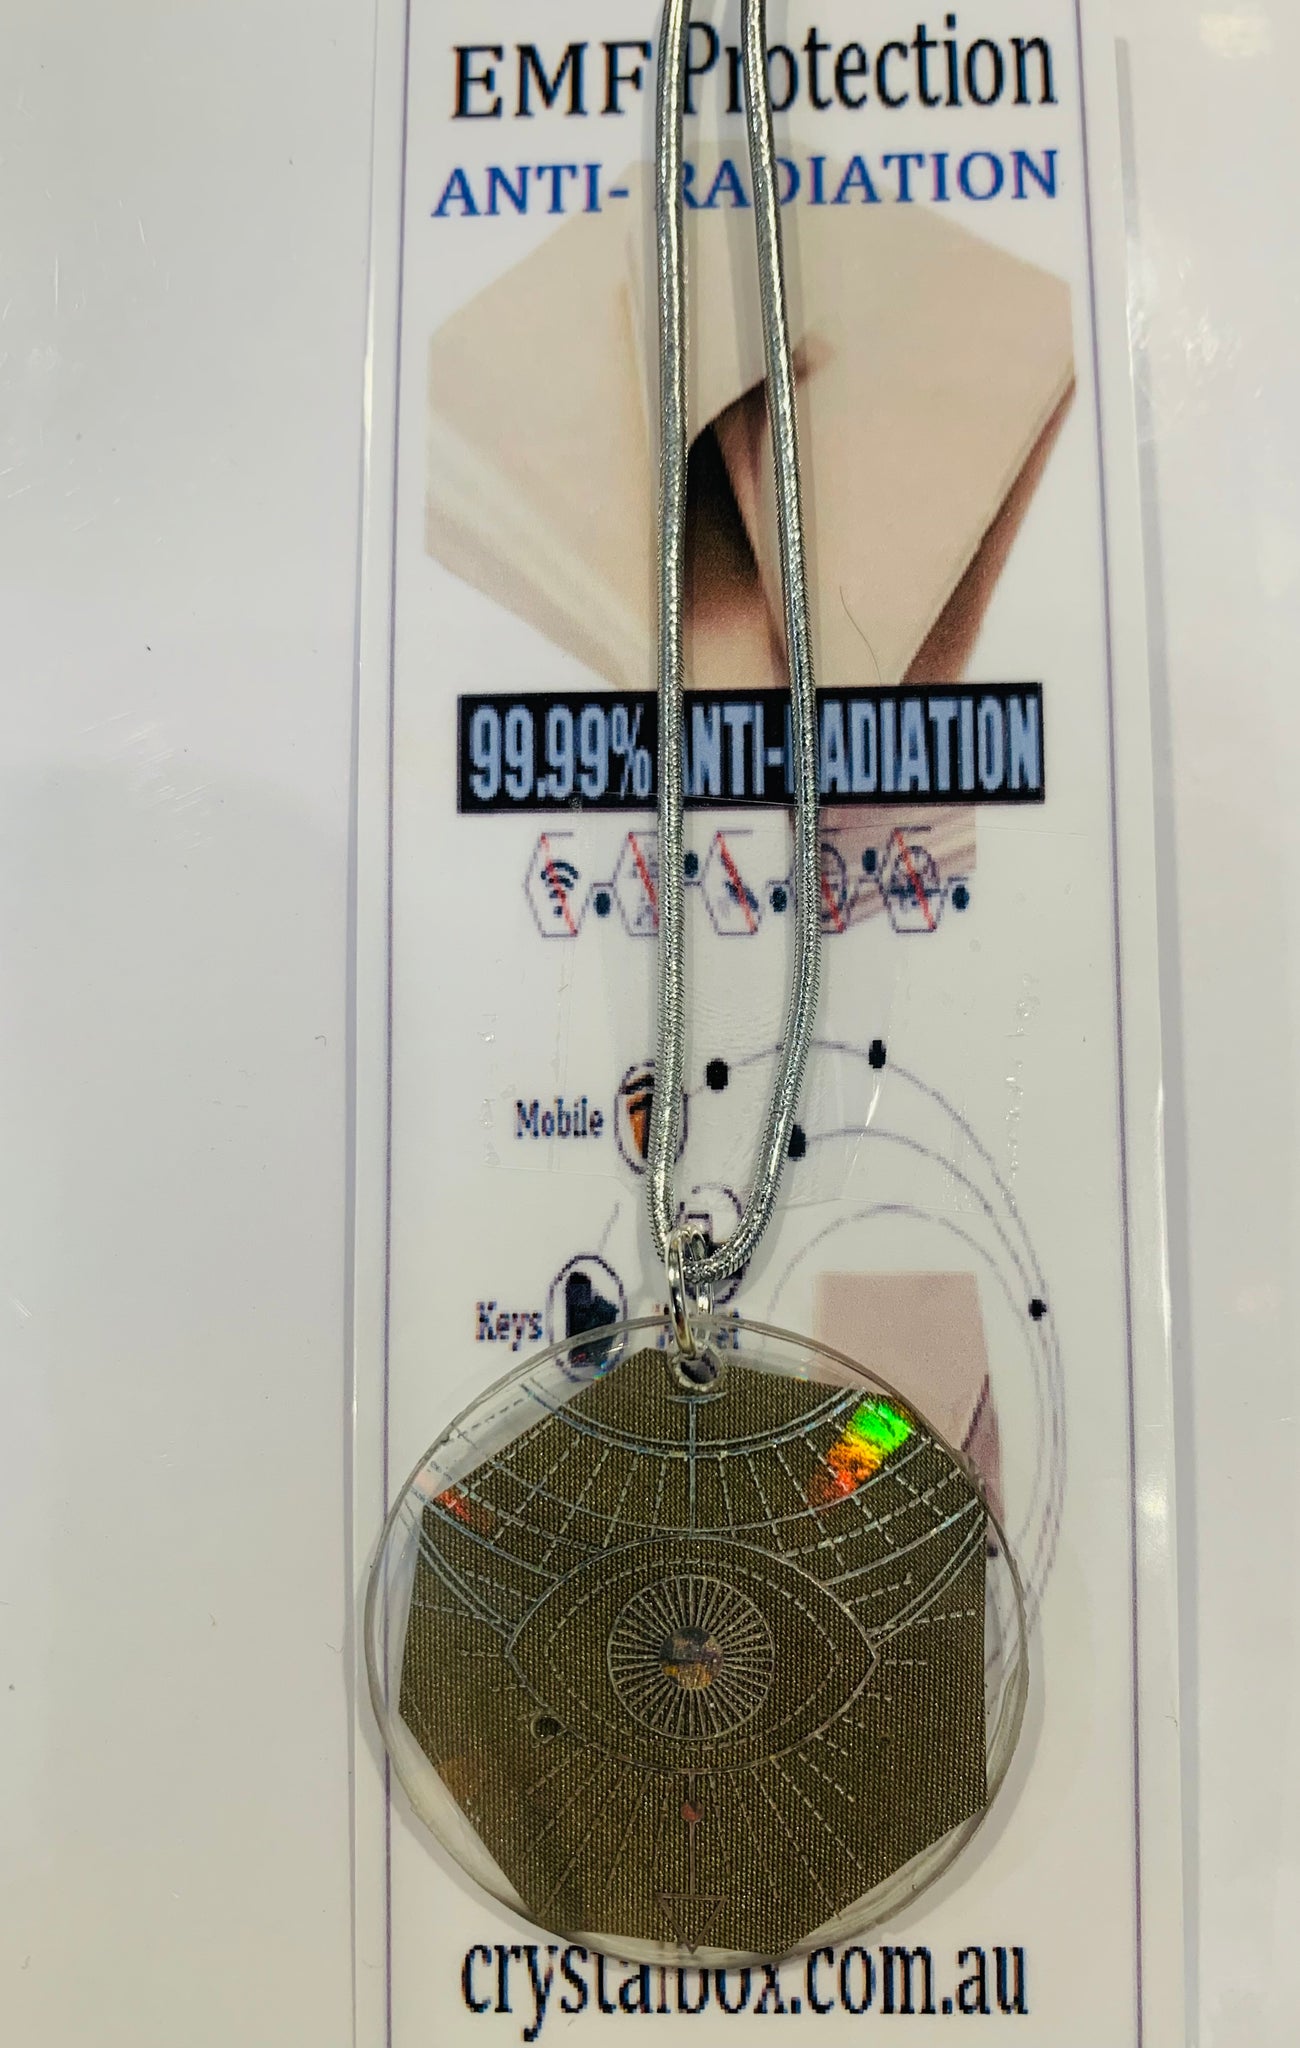 EMF Protection
ANTI- RADIATION
99.99% ANTI-RADIATION
Mobile
Keys
crystalbox.com.au